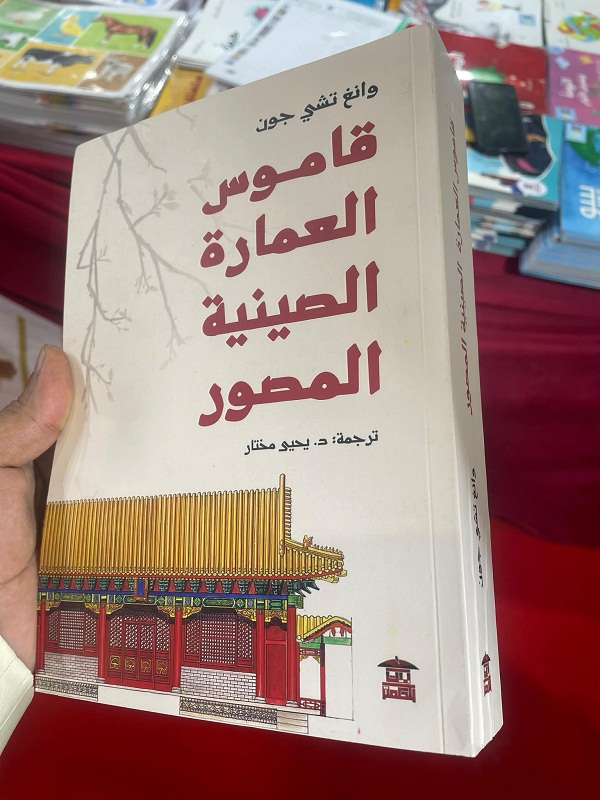 وانغ تشي جون
قاموس
العمارة
الصينية
المصور
ترجمة: د. يحيى مختار
قاموس العمارة الصينية المصور
وانغ تشي جون